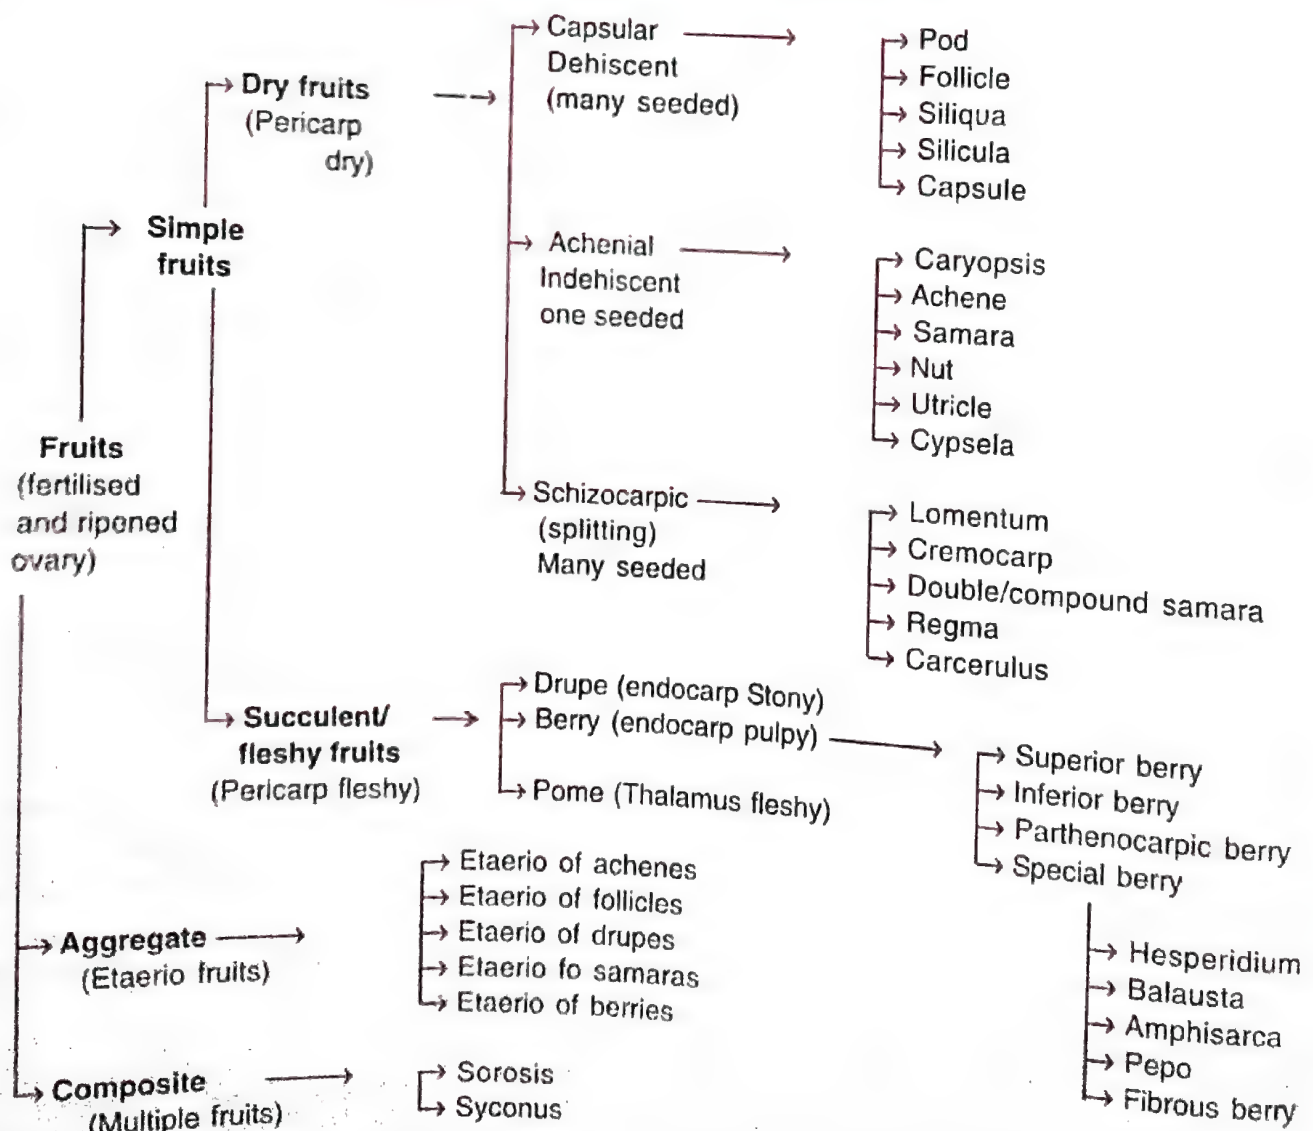 Fruits
(fertilised
and ripened
ovary)
Simple
fruits
Dry fruits
(Pericarp
dry)
Capsular
Dehiscent
(many seeded)
Pod
Follicle
Siliqua
Silicula
Capsule
Achenial
Indehiscent
one seeded
Caryopsis
Achene
Samara
Nut
Utricle
Cypsela
Schizocarpic
(splitting)
Many seeded
Lomentum
Cremocarp
Double/compound samara
Regma
Carcerulus
Succulent/
fleshy fruits
(Pericarp fleshy)
Drupe (endocarp Stony)
Berry (endocarp pulpy)
Pome (Thalamus fleshy)
Superior berry
Inferior berry
Parthenocarpic berry
Special berry
Hesperidium
Balausta
Amphisarca
Pepo
Fibrous berry
Aggregate
(Etaerio fruits)
Etaerio of achenes
Etaerio of follicles
Etaerio of drupes
Etaerio fo samaras
Etaerio of berries
Composite
(Multiple fruits)
Sorosis
Syconus